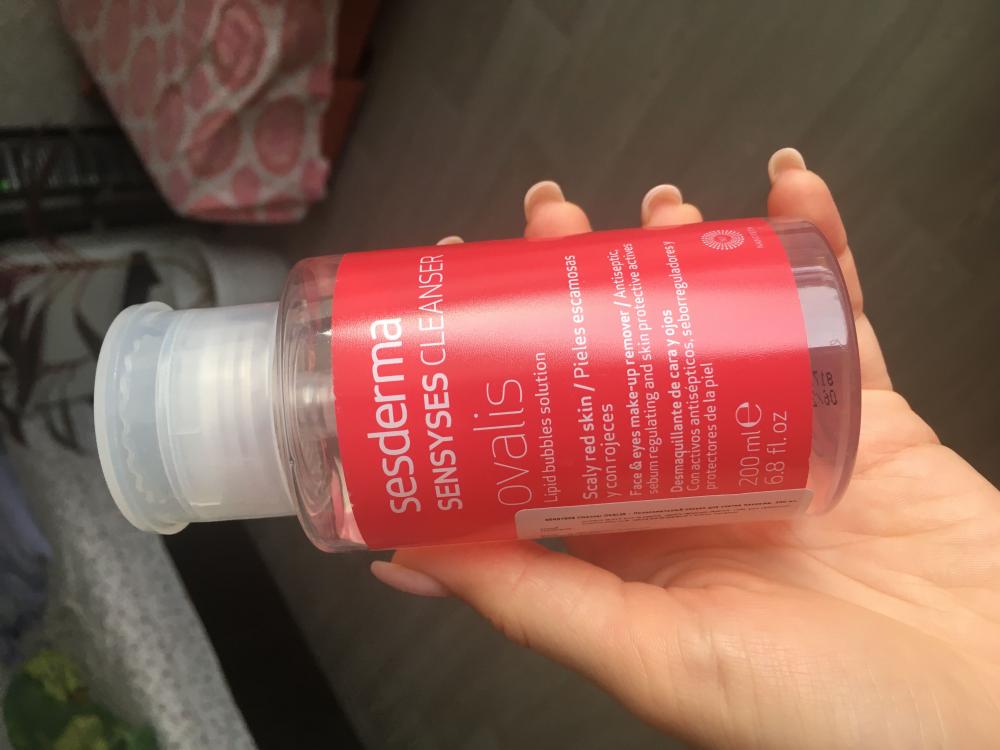 sesderma
SENSYSES CLEANSER
ovalis
Lipid bubbles solution
Scaly red skin / Pieles escamosas
y con rojeces
Face & eyes make-up remover / Antiseptic,
sebum regulating and skin protective actives
Desmaquillante de cara y ojos
Con activos antisépticos, seborreguladores y
protectores de la piel
200 ml e
6.8 fl. oz